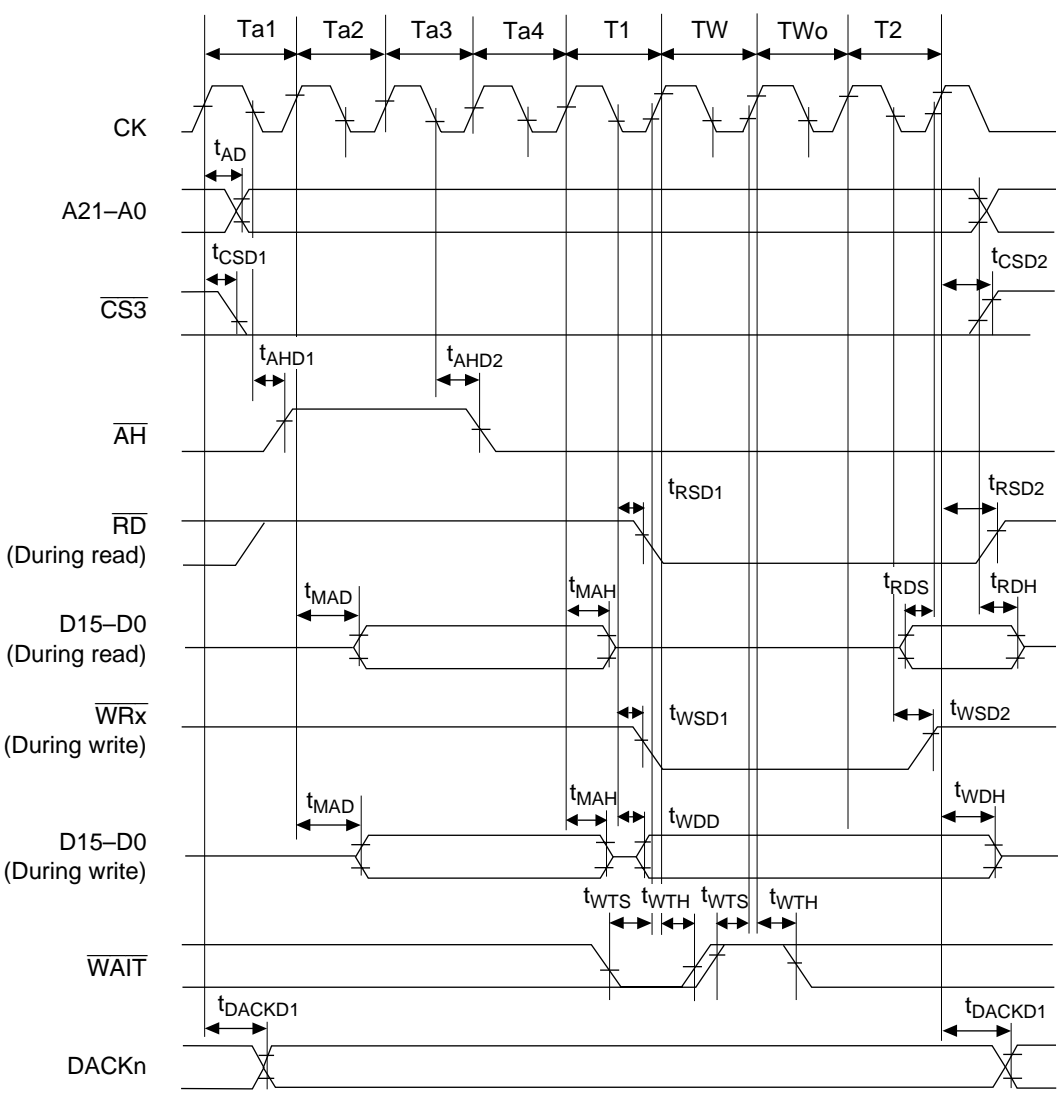 Ta1 Ta2 Ta3 Ta4 T1 TW TWo T2
CK
tAD
A21–A0
tCSD1 tCSD2
CS3
tAHD1 tAHD2
AH
tRSD1 tRSD2
RD
(During read)
tMAD tMAH tRDS tRDH
D15–D0
(During read)
WRx
(During write)
tWSD1 tWSD2
tMAD tMAH tWDD tWDH
D15–D0
(During write)
tWTS tWTH tWTS tWTH
WAIT
tDACKD1 tDACKD1
DACKn